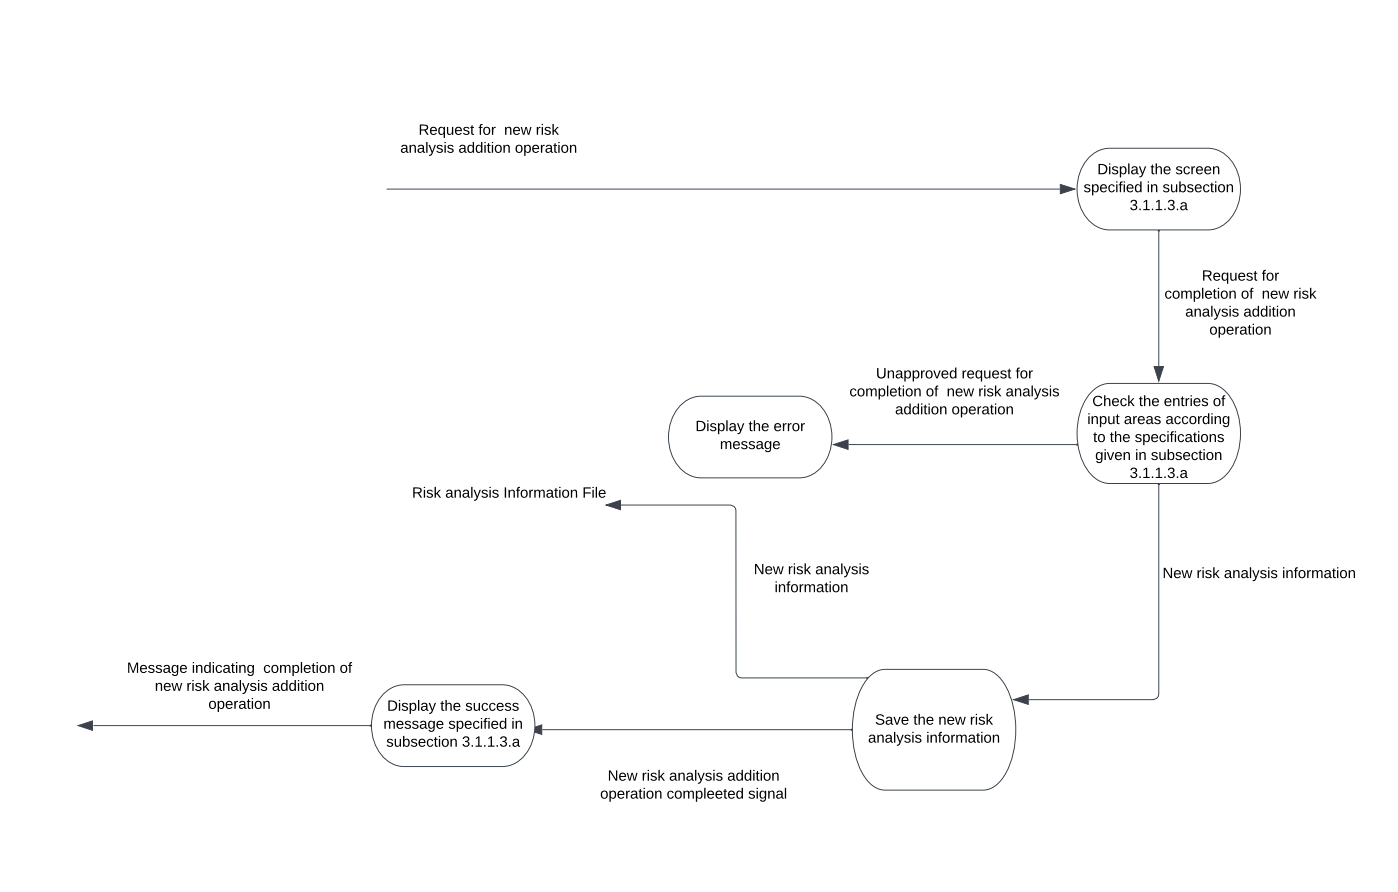 Request for  new risk
analysis addition operation
Display the screen
specified in subsection
3.1.1.3.a
Request for
completion of  new risk
analysis addition
operation
Unapproved request for
completion of  new risk analysis
addition operation
Check the entries of
input areas according
to the specifications
given in subsection
3.1.1.3.a
Display the error
message
Risk analysis Information File
New risk analysis
information
New risk analysis information
Message indicating  completion of
new risk analysis addition
operation
Display the success
message specified in
subsection 3.1.1.3.a
Save the new risk
analysis information
New risk analysis addition
operation compleeted signal